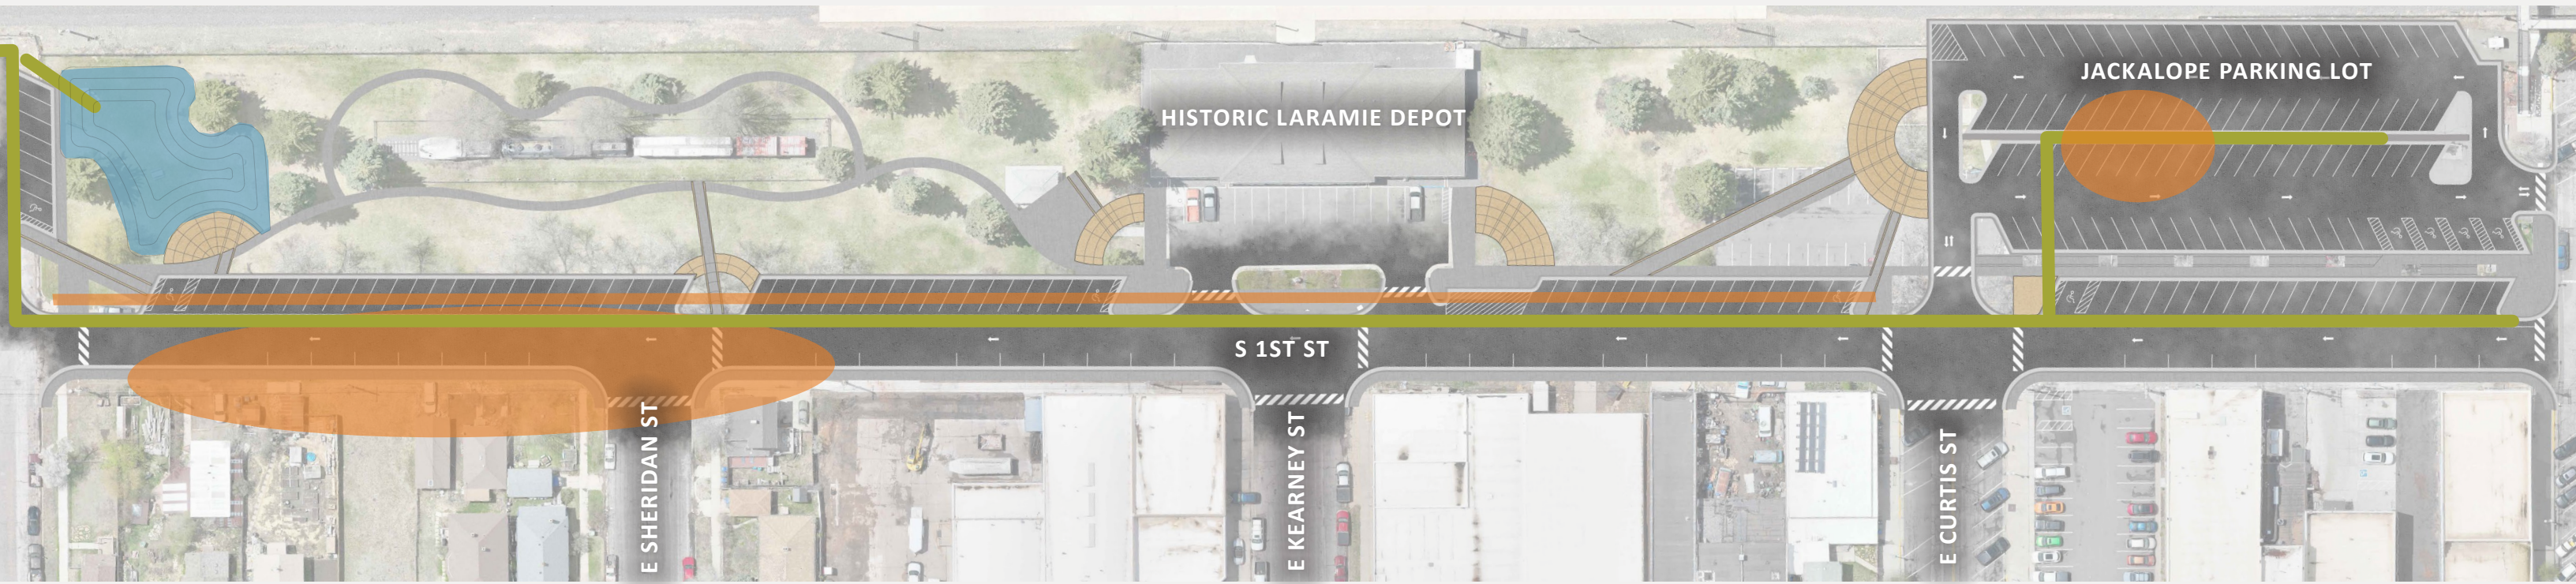 JACKALOPE PARKING LOT
HISTORIC LARAMIE DEPOT
S 1ST ST
E SHERIDAN ST
E KEARNEY ST
E CURTIS ST